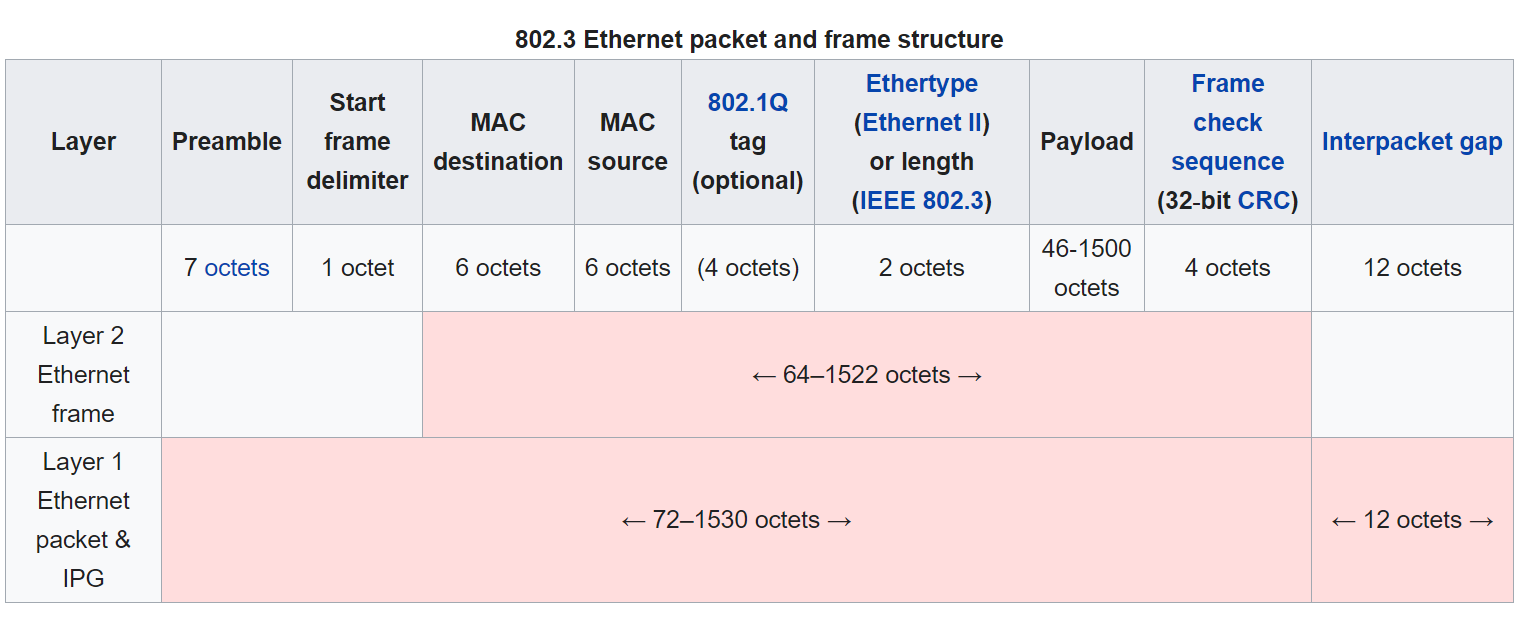 802.3 Ethernet packet and frame structure
Layer
Preamble
Start
frame
delimiter
MAC
destination
MAC
source
802.1Q
tag
(optional)
Ethertype
(Ethernet II)
or length
(IEEE 802.3)
Payload
Frame
check
sequence
(32-bit CRC)
Interpacket gap
7 octets
1 octet
6 octets
6 octets
(4 octets)
2 octets
46-1500
octets
4 octets
12 octets
Layer 2
Ethernet
frame
← 64–1522 octets →
Layer 1
Ethernet
packet &
IPG
← 72–1530 octets →
← 12 octets →